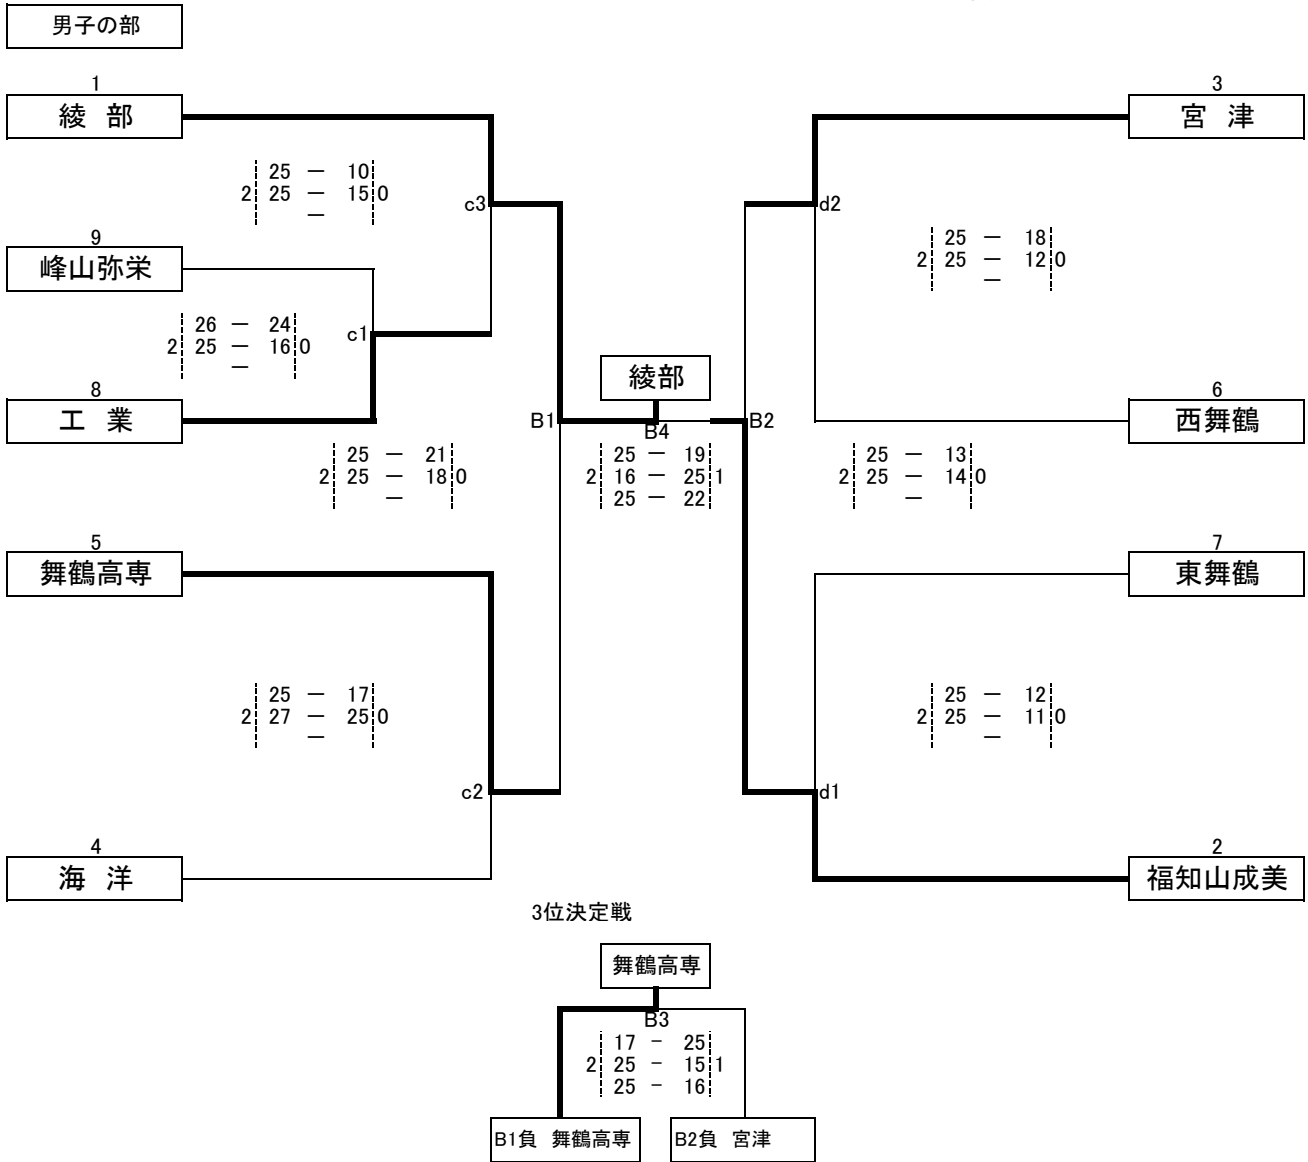 男子の部
1
綾 部
3
宮 津
25 ー 10
2 25 ー 15 0
ー
c3
d2
9
峰山弥栄
25 ー 18
2 25 ー 12 0
ー
26 ー 24
2 25 ー 16 0
ー
c1
綾部
8
工 業
6
西舞鶴
B1
B4
B2
25 ー 21
2 25 ー 18 0
ー
25 ー 19
2 16 ー 25 1
25 ー 22
25 ー 13
2 25 ー 14 0
ー
5
舞鶴高専
7
東舞鶴
25 ー 17
2 27 ー 25 0
ー
25 ー 12
2 25 ー 11 0
ー
c2
d1
4
海 洋
2
福知山成美
3位決定戦
舞鶴高専
B3
17 - 25
2 25 - 15 1
25 - 16
B1負 舞鶴高専
B2負 宮津